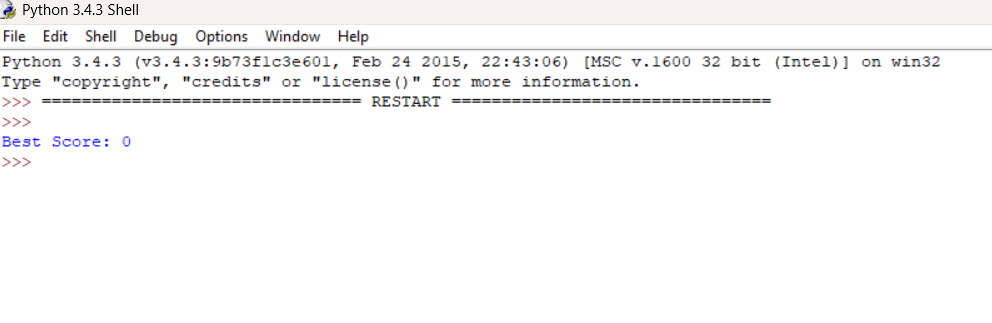 Python 3.4.3 Shell
File Edit Shell Debug Options Window Help
Python 3.4.3 (v3.4.3:9b73f1c3e601, Feb 24 2015, 22:43:06) [MSC v.1600 32 bit (Intel)] on win32
Type "copyright", "credits" or "license()" for more information.
>>> ================================ RESTART ================================
>>>
Best Score: 0
>>>